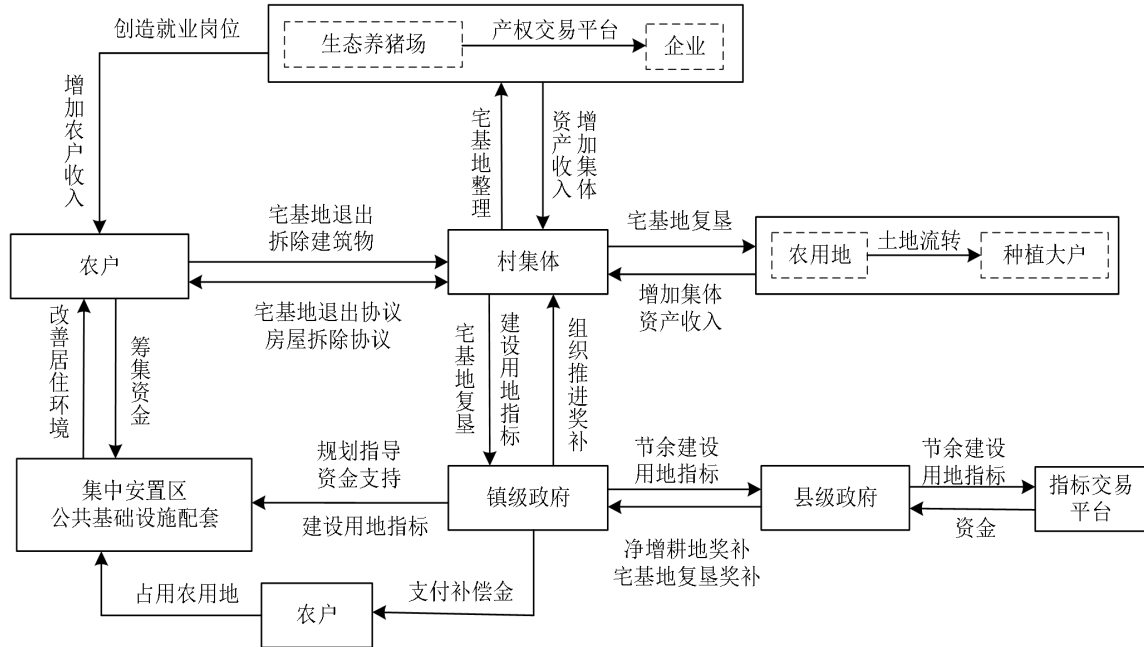 创造就业岗位
生态养猪场
产权交易平台
企业
增加农户收入
宅基地整理
增加集体
资产收入
宅基地退出
拆除建筑物
宅基地复垦
农户
村集体
农用地
土地流转
种植大户
宅基地退出协议
房屋拆除协议
增加集体
资产收入
改善居住环境
筹集资金
宅基地复垦
建设用地指标
组织推进奖补
规划指导
资金支持
节余建设
用地指标
节余建设
用地指标
集中安置区
公共基础设施配套
镇级政府
县级政府
指标交易
平台
建设用地指标
净增耕地奖补
宅基地复垦奖补
资金
占用农用地
农户
支付补偿金